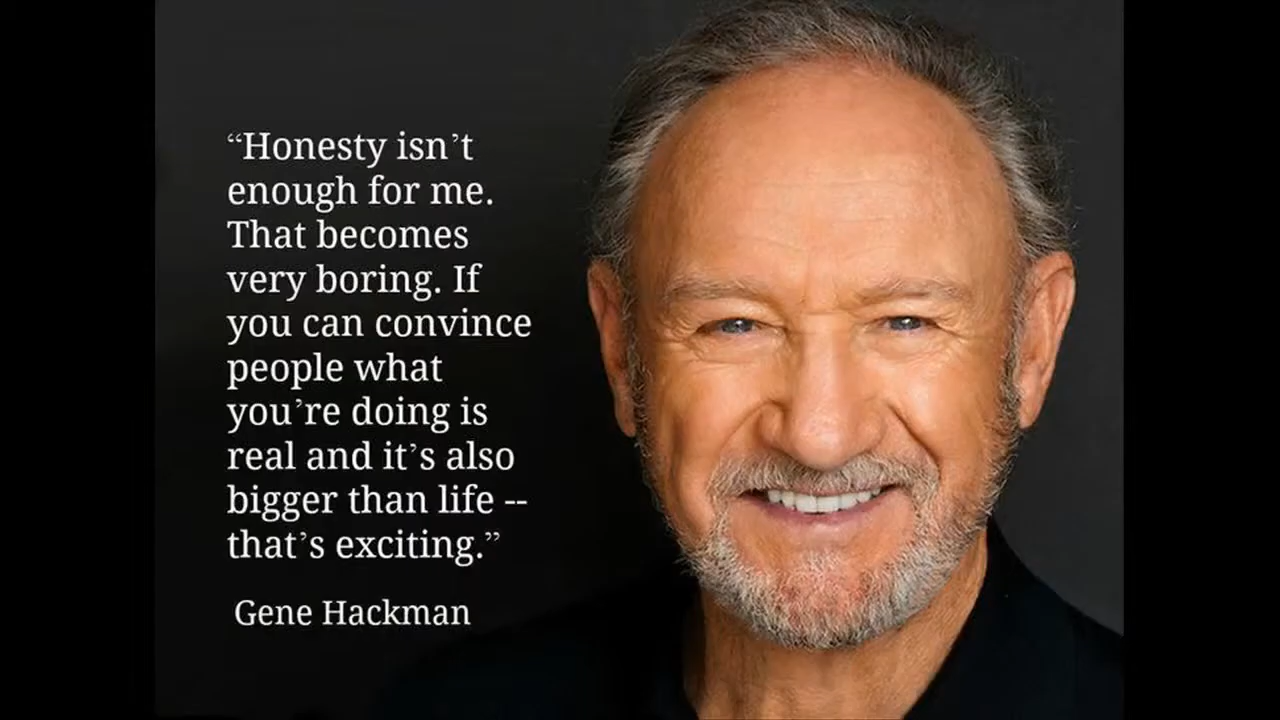 “Honesty isn’t
enough for me.
That becomes
very boring. If
you can convince
people what
you’re doing is
real and it’s also
bigger than life --
that’s exciting.”
Gene Hackman